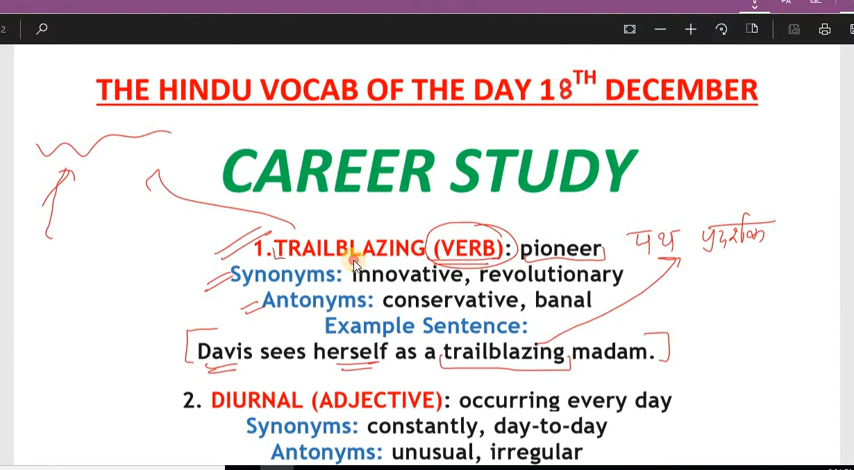 THE HINDU VOCAB OF THE DAY 18TH DECEMBER
CAREER STUDY
1. TRAILBLAZING (VERB): pioneer पथ प्रदर्शक
Synonyms: innovative, revolutionary
Antonyms: conservative, banal
Example Sentence:
Davis sees herself as a trailblazing madam.
2. DIURNAL (ADJECTIVE): occurring every day
Synonyms: constantly, day-to-day
Antonyms: unusual, irregular